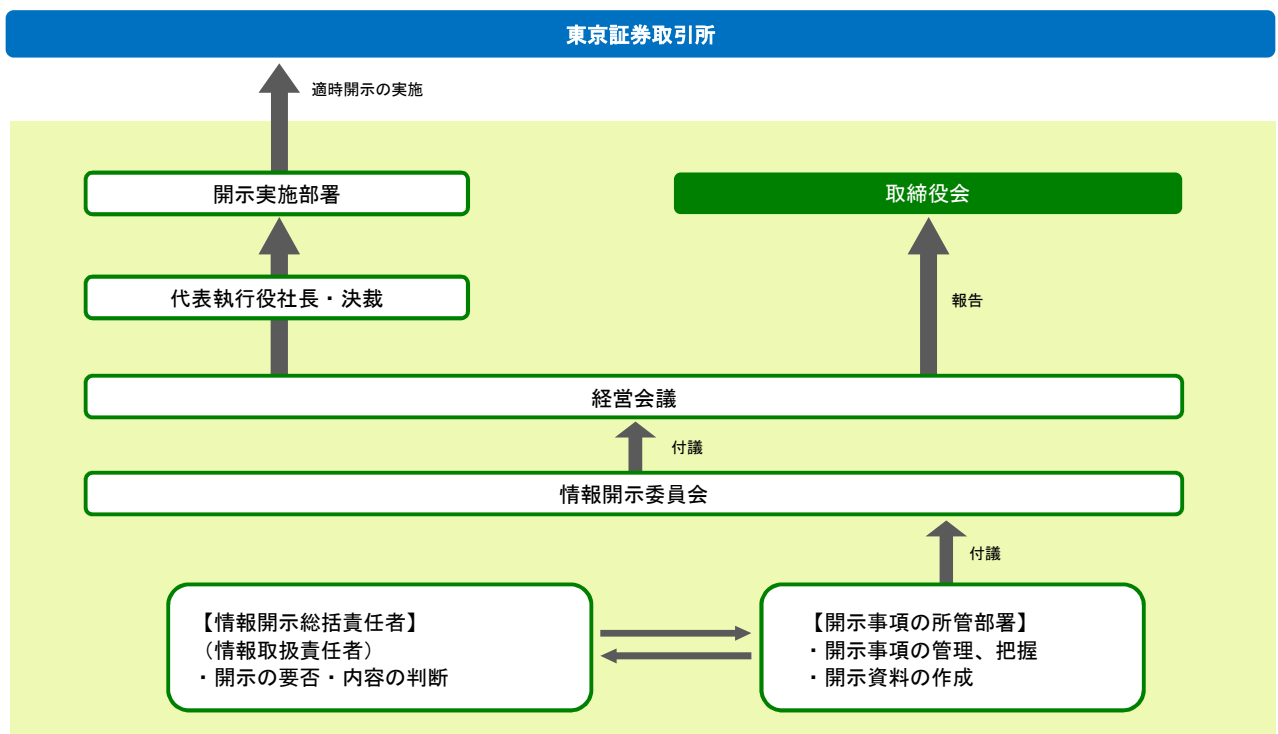 東京証券取引所
適時開示の実施
開示実施部署
取締役会
代表執行役社長・決裁
報告
経営会議
付議
情報開示委員会
付議
【情報開示総括責任者】
（情報取扱責任者）
・開示の要否・内容の判断
【開示事項の所管部署】
・開示事項の管理、把握
・開示資料の作成